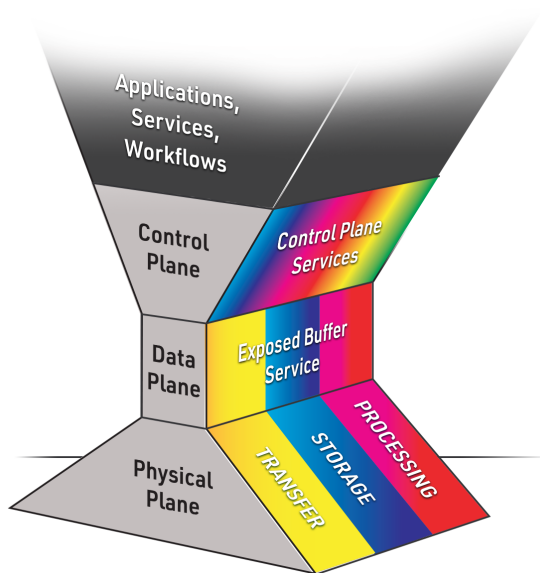 Applications,
Services,
Workflows
Control
Plane
Control Plane
Services
Data
Plane
Exposed Buffer
Service
Physical
Plane
TRANSFER
STORAGE
PROCESSING